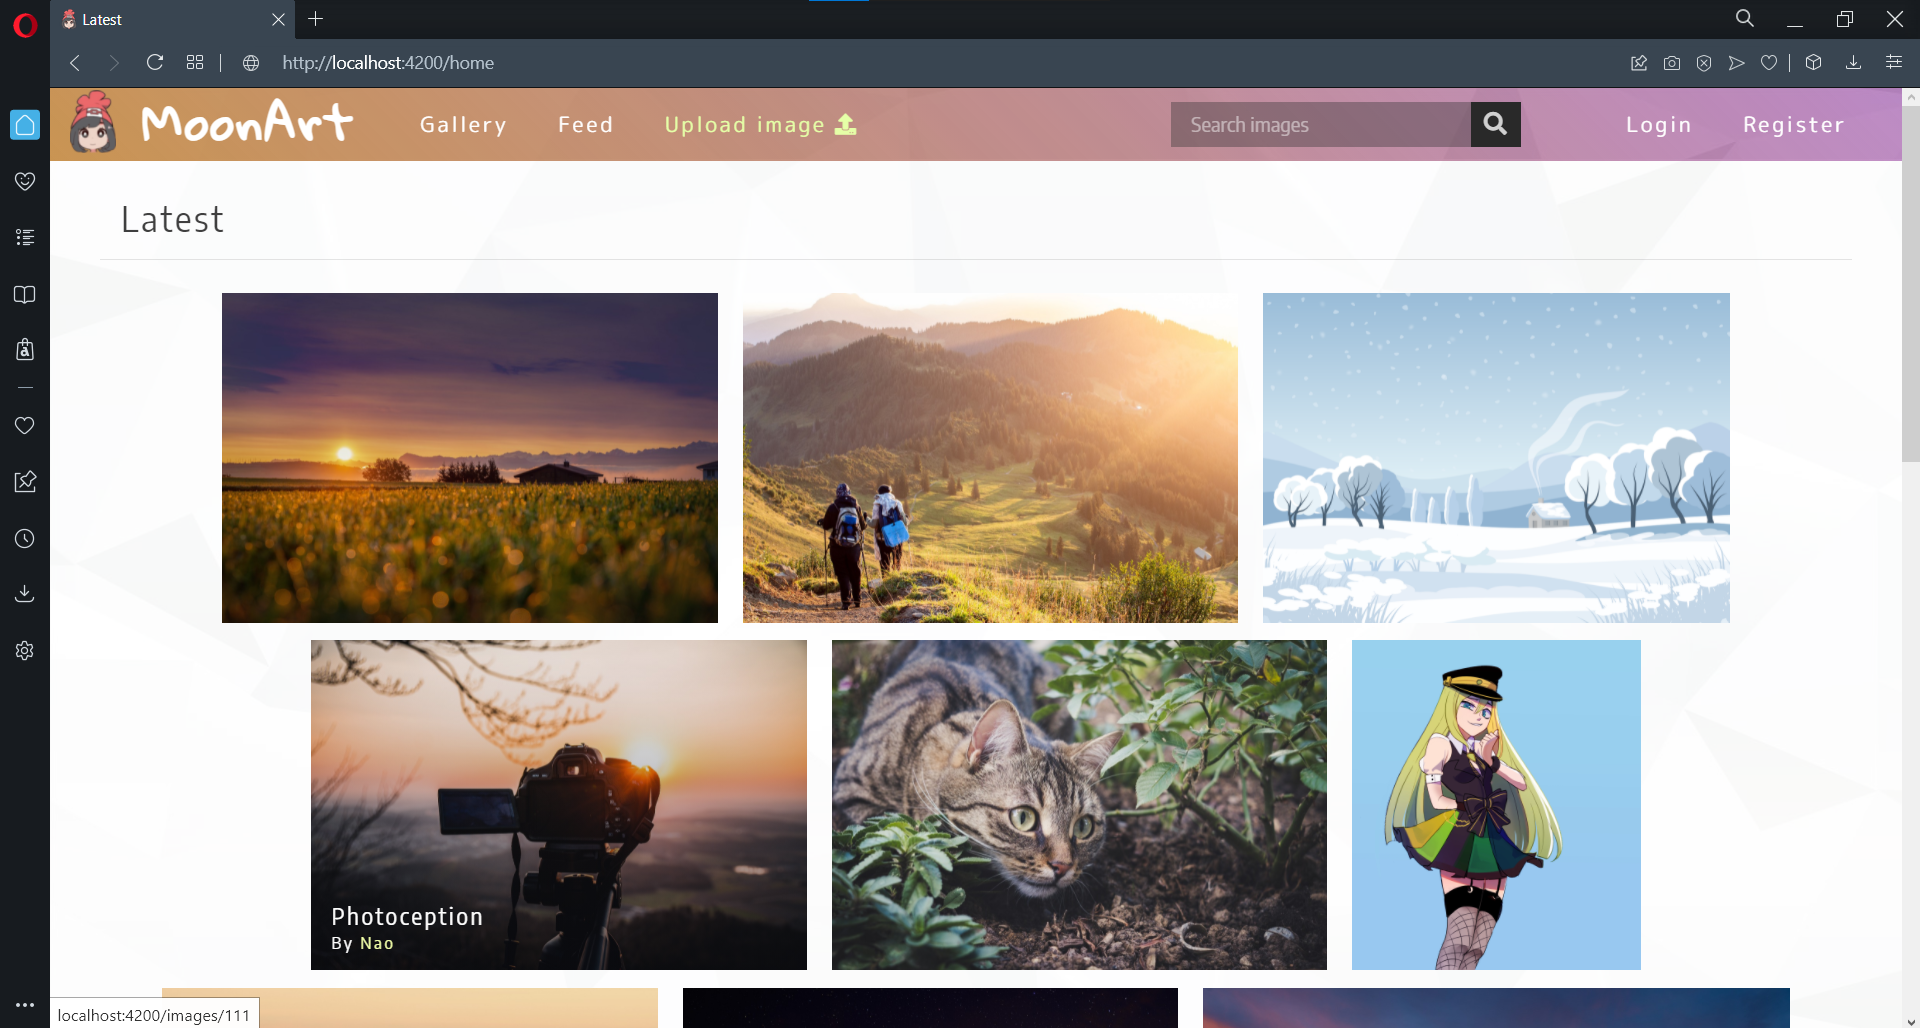 Latest
http://localhost:4200/home
MoonArt
Gallery
Feed
Upload image
Search images
Login
Register
Latest
Photoception
By Nao
localhost:4200/images/111